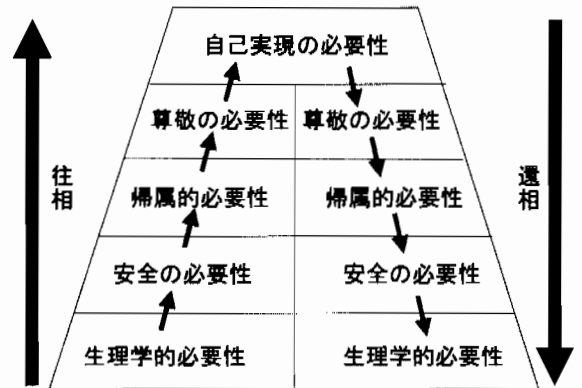 自己実現の必要性
尊敬の必要性 尊敬の必要性
往相
還相
帰属的必要性 帰属的必要性
安全の必要性 安全の必要性
生理学的必要性 生理学的必要性